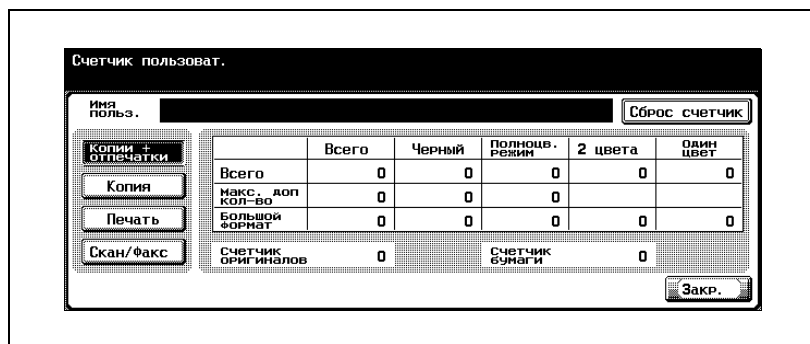 Счетчик пользоват.
Имя
польз.
Сброс счетчик
Копии +
отпечатки
Копия
Печать
Скан/Факс
Всего Черный Полноцв. режим 2 цвета Один цвет
Всего 0 0 0 0 0
макс. доп кол-во 0 0 0
Большой формат 0 0 0 0 0
Счетчик оригиналов 0 Счетчик бумаги 0
Закр.